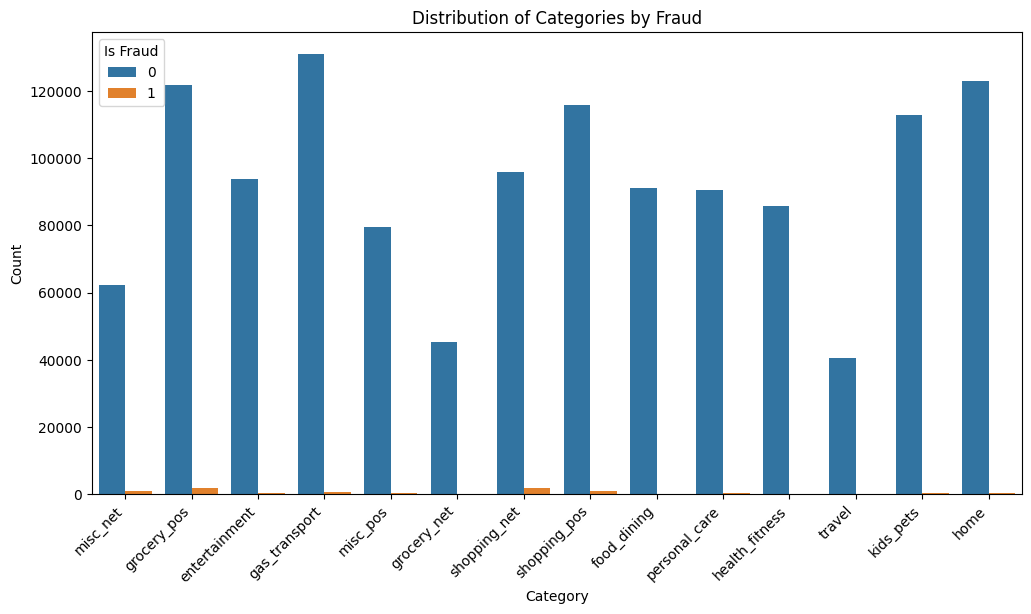 Distribution of Categories by Fraud
Is Fraud
0
1
120000
100000
80000
60000
40000
20000
0
Count
misc_net
grocery_pos
entertainment
gas_transport
misc_pos
grocery_net
shopping_net
shopping_pos
food_dining
personal_care
health_fitness
travel
kids_pets
home
Category